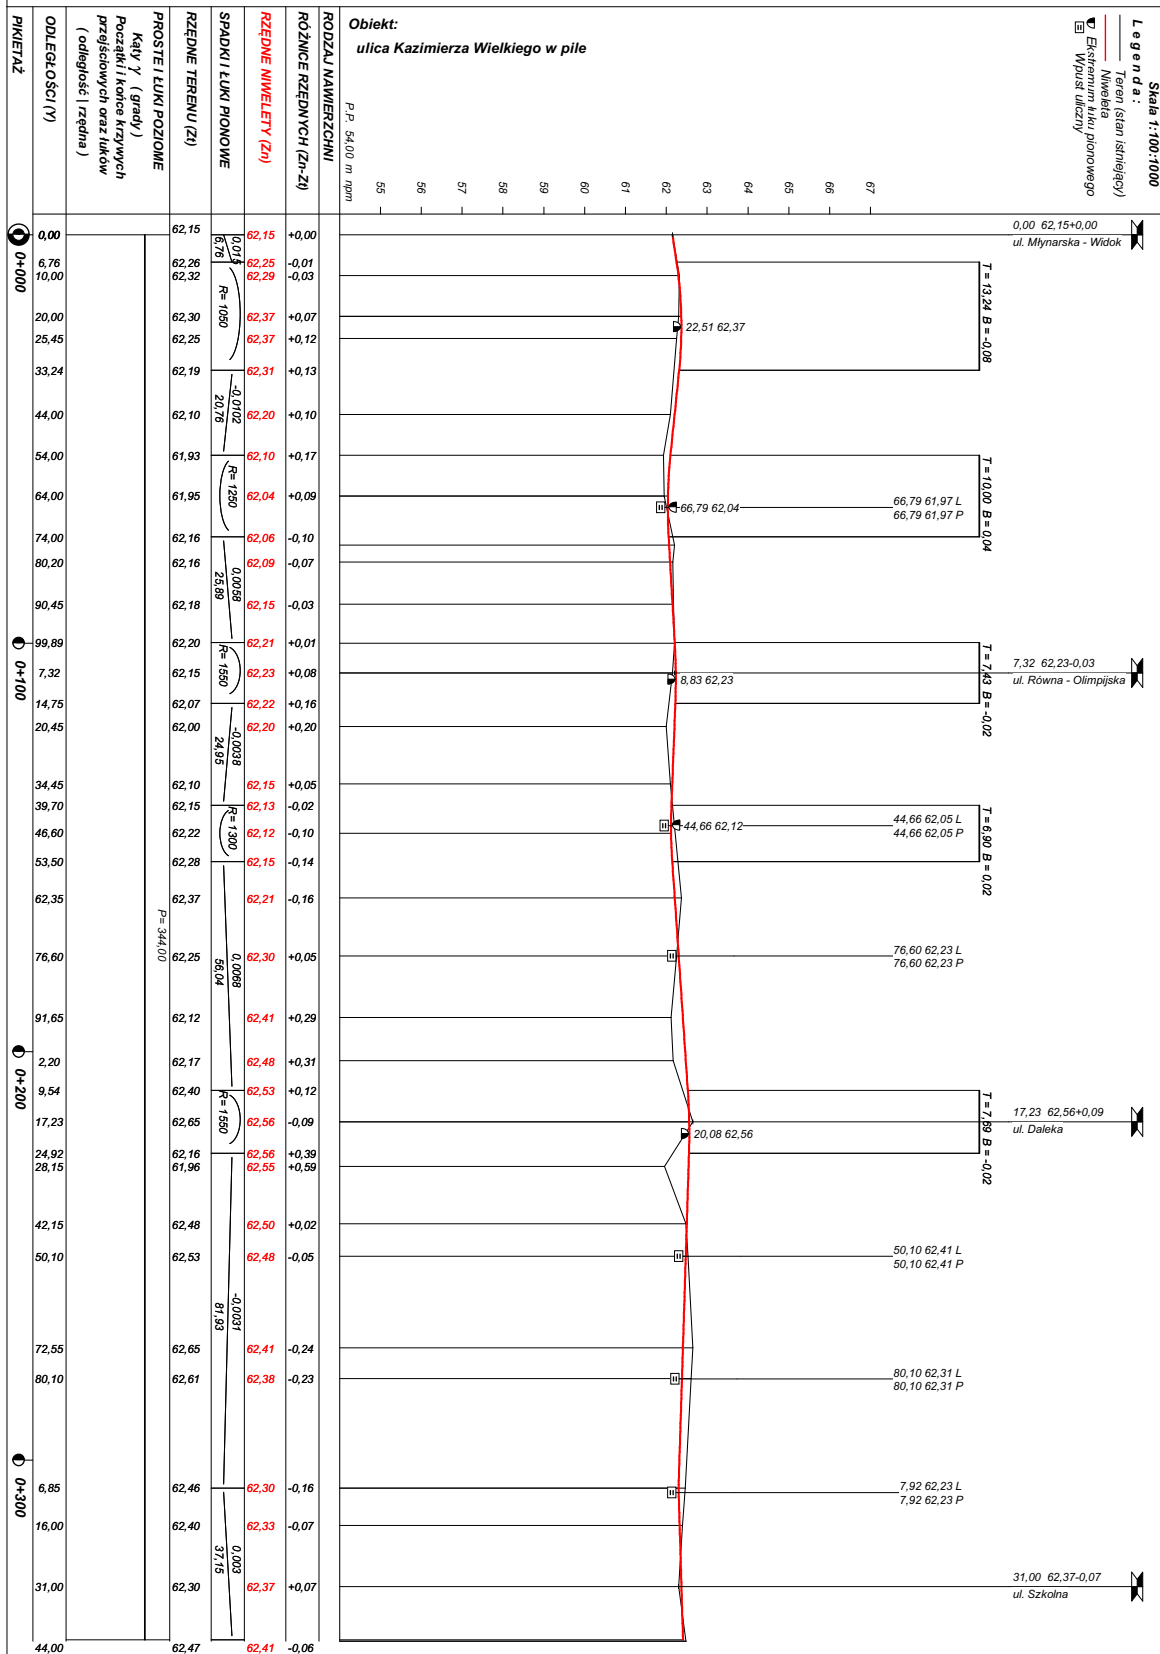 Skala 1:100:1000
L e g e n d a :
Teren (stan istniejący)
Niweleta
Ekstremum łuku pionowego
Wpust uliczny
Obiekt:
ulica Kazimierza Wielkiego w pile
P.P. 54,00 m npm
55 56 57 58 59 60 61 62 63 64 65 66 67
0,00 62,15+0,00
ul. Młynarska - Widok
T = 13,24 B = -0,08
22,51 62,37
T = 10,00 B = 0,04
66,79 62,04
66,79 61,97 L
66,79 61,97 P
T = 7,43 B = -0,02
8,83 62,23
7,32 62,23-0,03
ul. Równa - Olimpijska
T = 6,90 B = 0,02
44,66 62,12
44,66 62,05 L
44,66 62,05 P
76,60 62,23 L
76,60 62,23 P
T = 7,69 B = -0,02
20,08 62,56
17,23 62,56+0,09
ul. Daleka
50,10 62,41 L
50,10 62,41 P
80,10 62,31 L
80,10 62,31 P
7,92 62,23 L
7,92 62,23 P
31,00 62,37-0,07
ul. Szkolna
RODZAJ NAWIERZCHNI
RÓŻNICE RZĘDNYCH (Zn-Zt)
+0,00 -0,01 -0,03 +0,07 +0,12 +0,13 +0,10 +0,17 +0,09 -0,10 -0,07 -0,03 +0,01 +0,08 +0,16 +0,20 +0,05 -0,02 -0,10 -0,14 -0,16 +0,05 +0,29 +0,31 +0,12 -0,09 +0,39 +0,59 +0,02 -0,05 -0,24 -0,23 -0,16 -0,07 +0,07 -0,06
RZĘDNE NIWELETY (Zn)
62,15 62,25 62,29 62,37 62,37 62,31 62,20 62,10 62,04 62,06 62,09 62,15 62,21 62,23 62,22 62,20 62,15 62,13 62,12 62,15 62,21 62,30 62,41 62,48 62,53 62,56 62,56 62,55 62,50 62,48 62,41 62,38 62,30 62,33 62,37 62,41
SPADKI I ŁUKI PIONOWE
0,015 R= 1050 -0,0102 R= 1250 0,0058 R= 1550 -0,0038 R= 1300 0,0068 R= 1550 -0,0031 0,003
6,76 20,76 25,89 24,95 56,04 81,93 37,15
RZĘDNE TERENU (Zt)
62,15 62,26 62,32 62,30 62,25 62,19 62,10 61,93 61,95 62,16 62,16 62,18 62,20 62,15 62,07 62,00 62,10 62,15 62,22 62,28 62,37 62,25 62,12 62,17 62,40 62,65 62,16 61,96 62,48 62,53 62,65 62,61 62,46 62,40 62,30 62,47
PROSTE I ŁUKI POZIOME
P= 344,00
Kąty γ ( grady )
Początki i końce krzywych
przejściowych oraz łuków
( odległość | rzędna )
ODLEGŁOŚCI (Y)
0,00 6,76 10,00 20,00 25,45 33,24 44,00 54,00 64,00 74,00 80,20 90,45 99,89 7,32 14,75 20,45 34,45 39,70 46,60 53,50 62,35 76,60 91,65 2,20 9,54 17,23 24,92 28,15 42,15 50,10 72,55 80,10 6,85 16,00 31,00 44,00
PIKIETAŻ
0+000 0+100 0+200 0+300